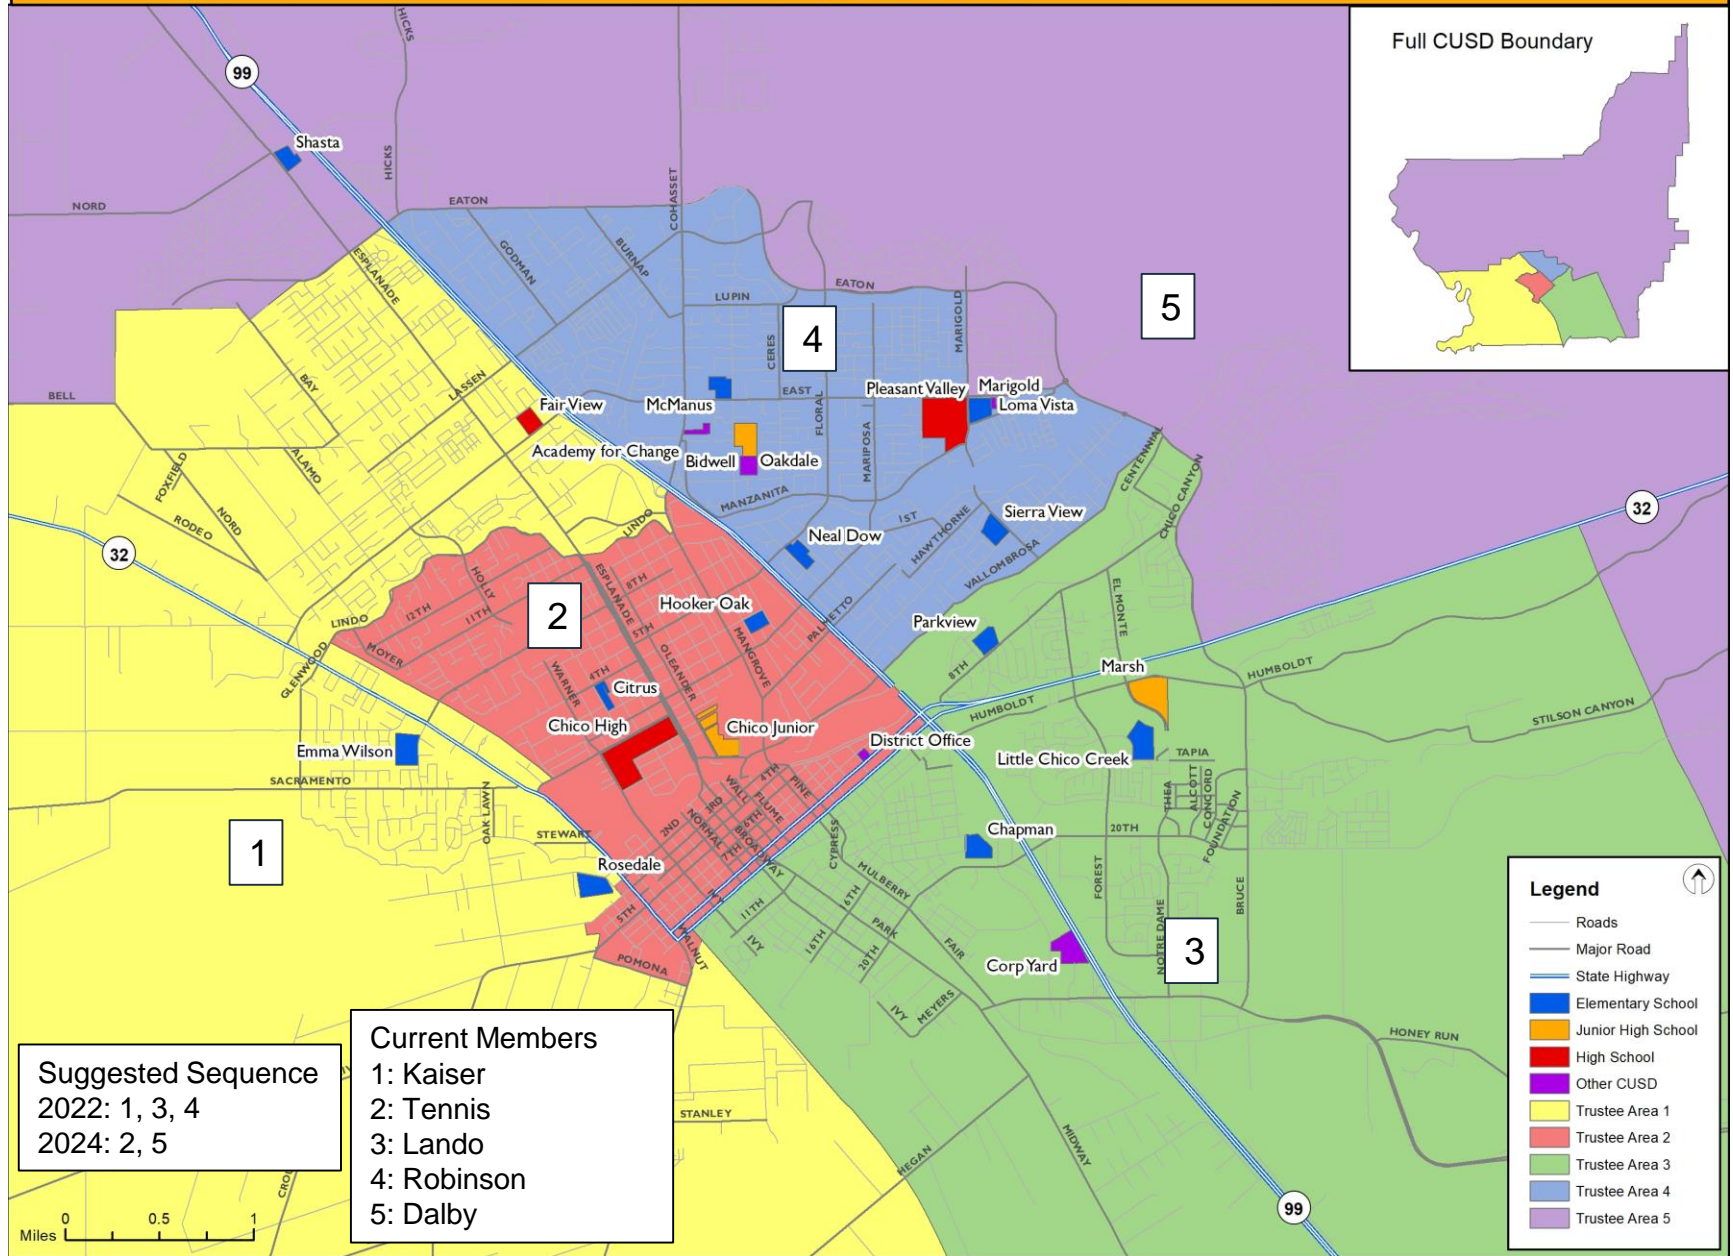 Full CUSD Boundary
99
HICKS
Shasta
HICKS
NORD
EATON
COHASSET
ESPLANADE
GODMAN
BURNAP
LUPIN
EATON
MARIGOLD
5
CERES
4
BAY
LASSEN
BELL
EAST
FLORAL
Pleasant Valley
Marigold
Loma Vista
Fair View
McManus
MARIPOSA
Academy for Change
Bidwell
Oakdale
ALAMO
FOXFIELD
NORD
RODEO
CENTENNIAL
CHICO CANYON
MANZANITA
1ST
HAWTHORNE
Sierra View
32
32
LINDO
Neal Dow
VALLOMBROSA
HOLLY
ESPLANADE
8TH
EL MONTE
12TH
11TH
2
Hooker Oak
5TH
PALMETTO
LINDO
MOYER
OLEANDER
MANGROVE
Parkview
GLENWOOD
WARNER
4TH
Citrus
8TH
Marsh
HUMBOLDT
HUMBOLDT
STILSON CANYON
Chico High
Chico Junior
District Office
Emma Wilson
Little Chico Creek
TAPIA
SACRAMENTO
OAK LAWN
4TH
PINE
WALL
FLUME
3RD
2ND
NORMAL
6TH
BROADWAY
7TH
THEA
ALCOTT
CONCORD
FOUNDATION
STEWART
CYPRESS
Chapman
20TH
1
Rosedale
MULBERRY
FOREST
BRUCE
5TH
IVY
11TH
16TH
PARK
IVY
16TH
20TH
FAIR
NOTRE DAME
3
WALNUT
POMONA
Corp Yard
IVY
MEYERS
HONEY RUN
STANLEY
HEGAN
MIDWAY
99
Suggested Sequence
2022: 1, 3, 4
2024: 2, 5
Current Members
1: Kaiser
2: Tennis
3: Lando
4: Robinson
5: Dalby
0 0.5 1
Miles
Legend
Roads
Major Road
State Highway
Elementary School
Junior High School
High School
Other CUSD
Trustee Area 1
Trustee Area 2
Trustee Area 3
Trustee Area 4
Trustee Area 5